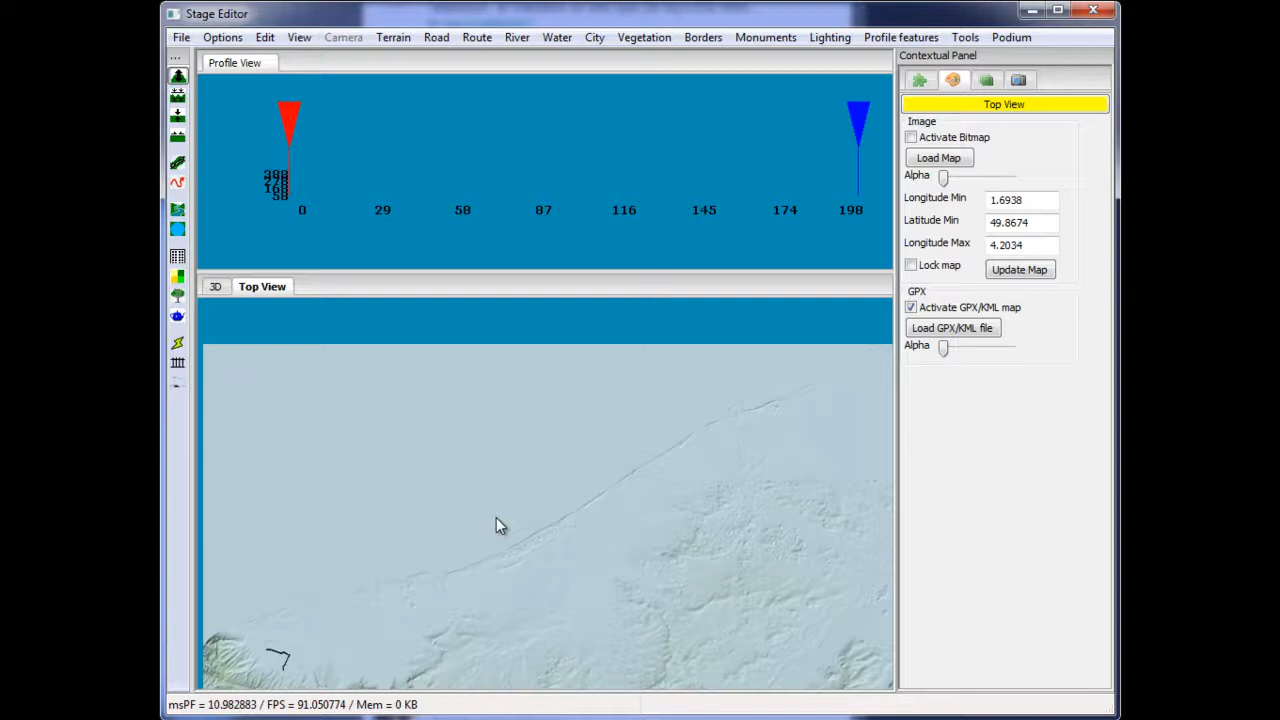 Stage Editor
File Options Edit View Camera Terrain Road Route River Water City Vegetation Borders Monuments Lighting Profile features Tools Podium
Profile View
168
58
0 29 58 87 116 145 174 198
3D Top View
Contextual Panel
Top View
Image
Activate Bitmap
Load Map
Alpha
Longitude Min 1.6938
Latitude Min 49.8674
Longitude Max 4.2034
Lock map Update Map
GPX
Activate GPX/KML map
Load GPX/KML file
Alpha
msPF = 10.982883 / FPS = 91.050774 / Mem = 0 KB